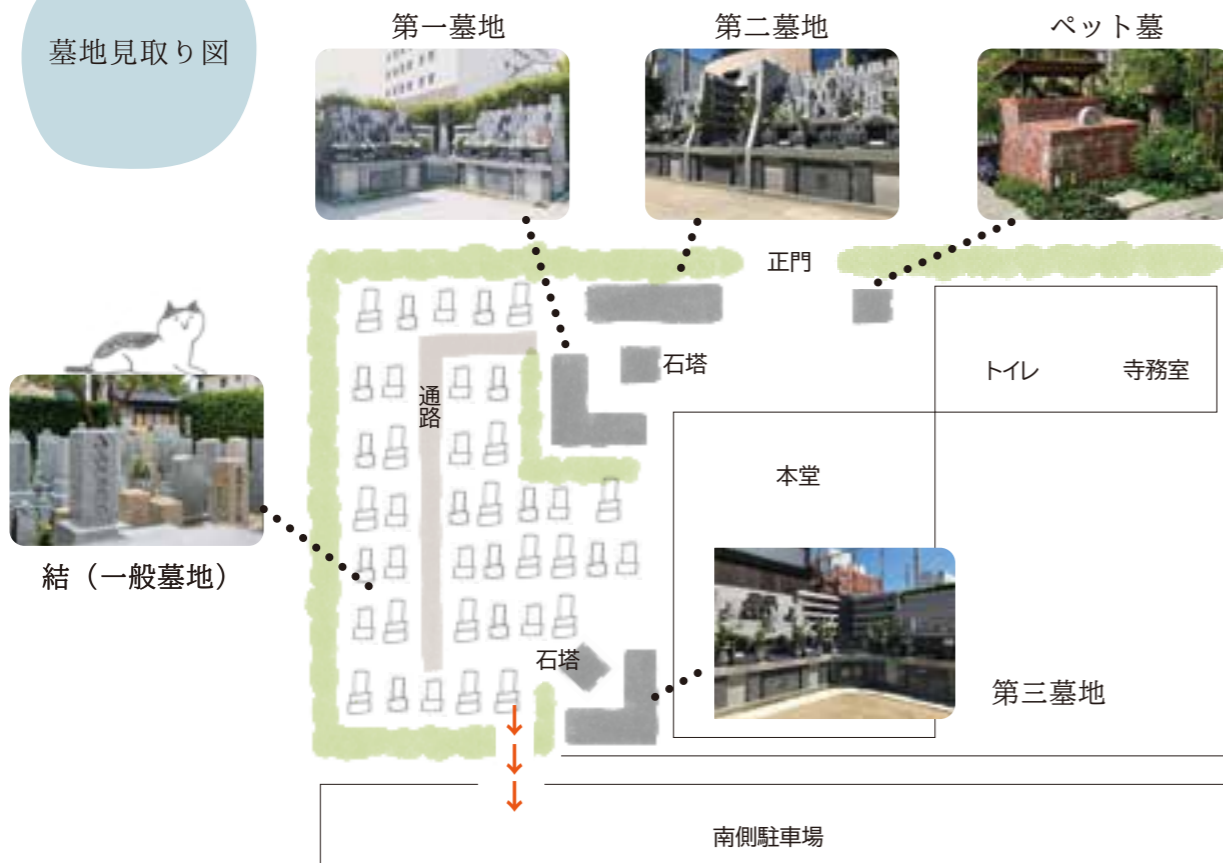 墓地見取り図
第一墓地
第二墓地
ペット墓
正門
石塔
トイレ
寺務室
通路
本堂
結（一般墓地）
石塔
第三墓地
南側駐車場